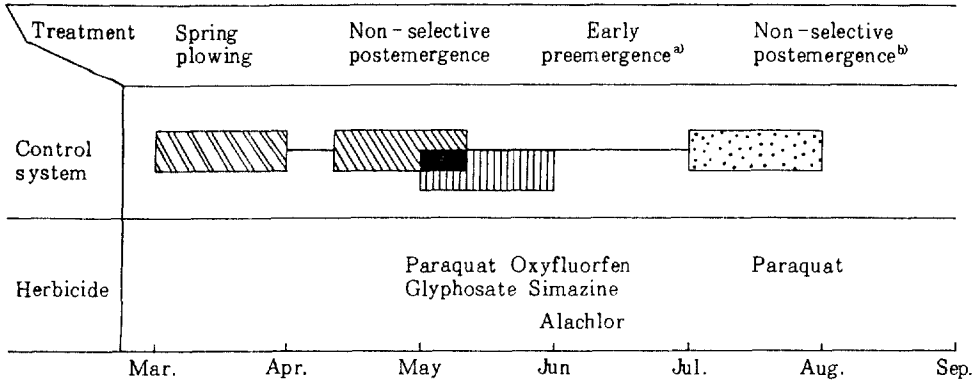 Treatment
Spring
plowing
Non-selective
postemergence
Early
preemergence a)
Non-selective
postemergence b)
Control
system
Herbicide
Paraquat Oxyfluorfen
Glyphosate Simazine
Alachlor
Paraquat
Mar. Apr. May Jun Jul. Aug. Sep.